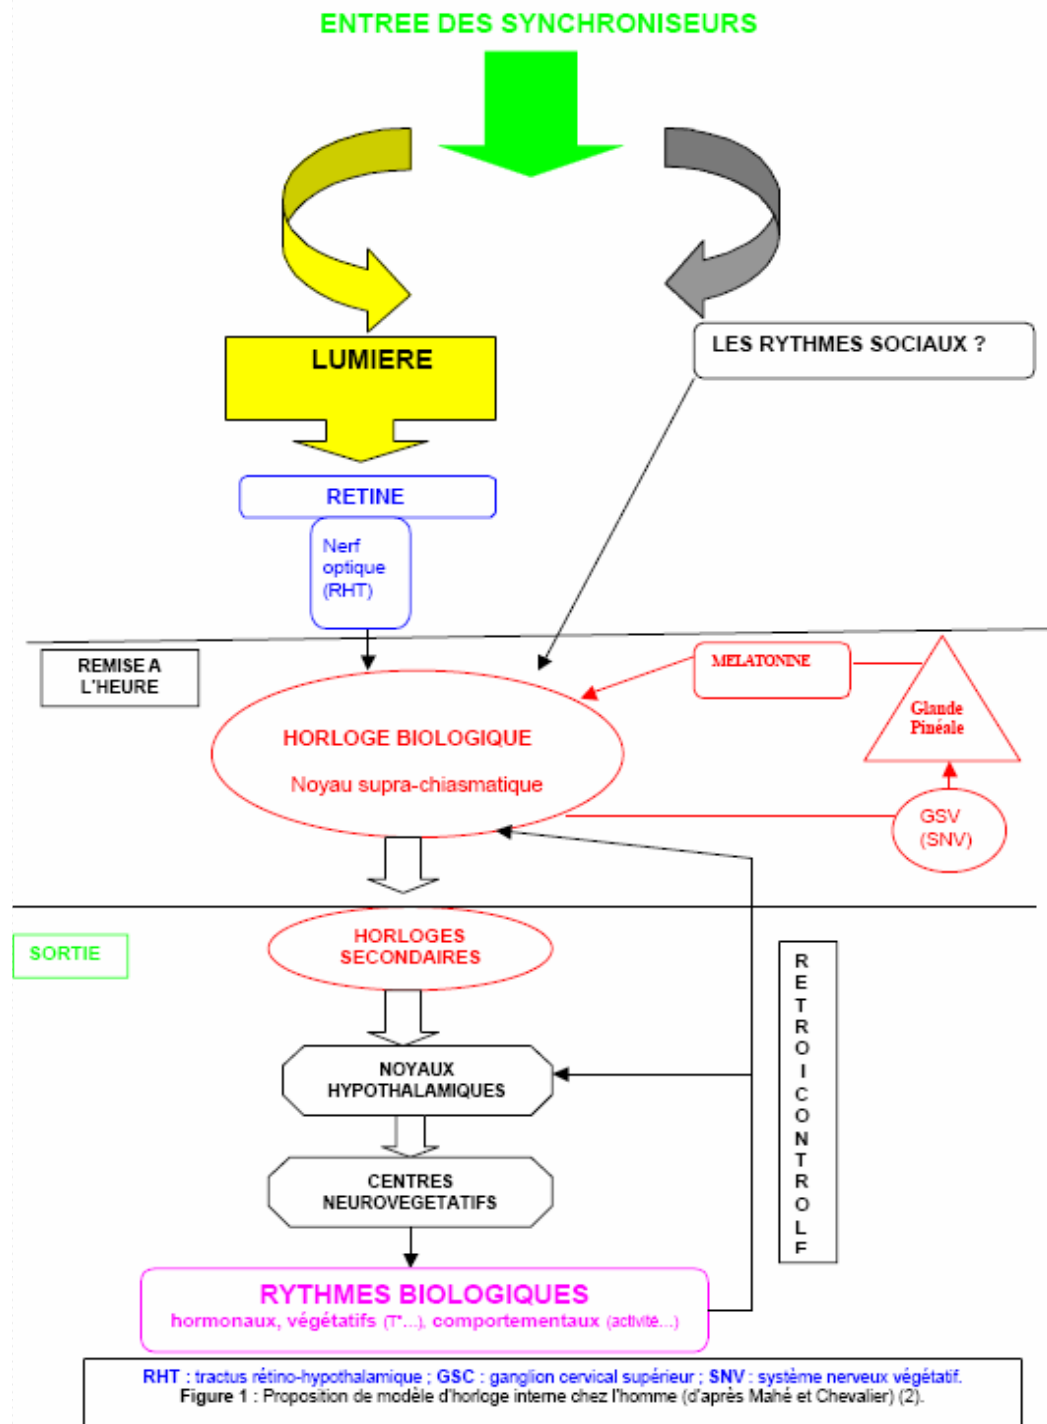 ENTREE DES SYNCHRONISEURS
LUMIERE
LES RYTHMES SOCIAUX ?
RETINE
Nerf
optique
(RHT)
REMISE A
L'HEURE
MELATONINE
Glande
Pinéale
HORLOGE BIOLOGIQUE
Noyau supra-chiasmatique
GSV
(SNV)
SORTIE
HORLOGES
SECONDAIRES
NOYAUX
HYPOTHALAMIQUES
CENTRES
NEUROVEGETATIFS
R
E
T
R
O
I
C
O
N
T
R
O
L
E
RYTHMES BIOLOGIQUES
hormonaux, végétatifs (T°...), comportementaux (activité...)
RHT : tractus rétino-hypothalamique ; GSC : ganglion cervical supérieur ; SNV : système nerveux végétatif.
Figure 1 : Proposition de modèle d'horloge interne chez l'homme (d'après Mahé et Chevalier) (2).